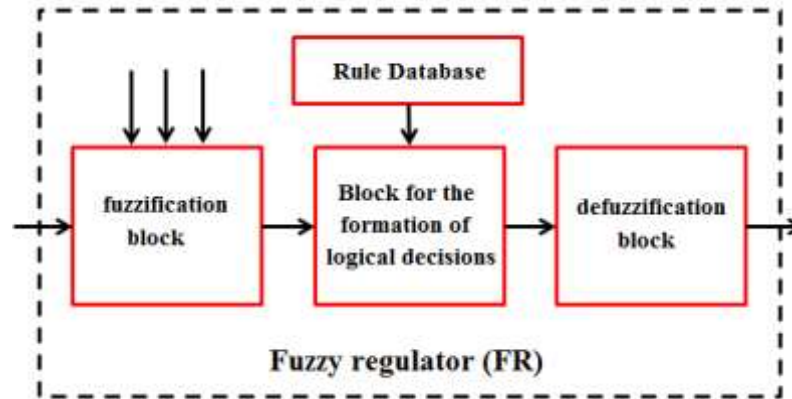 Rule Database
fuzzification
block
Block for the
formation of
logical decisions
defuzzification
block
Fuzzy regulator (FR)